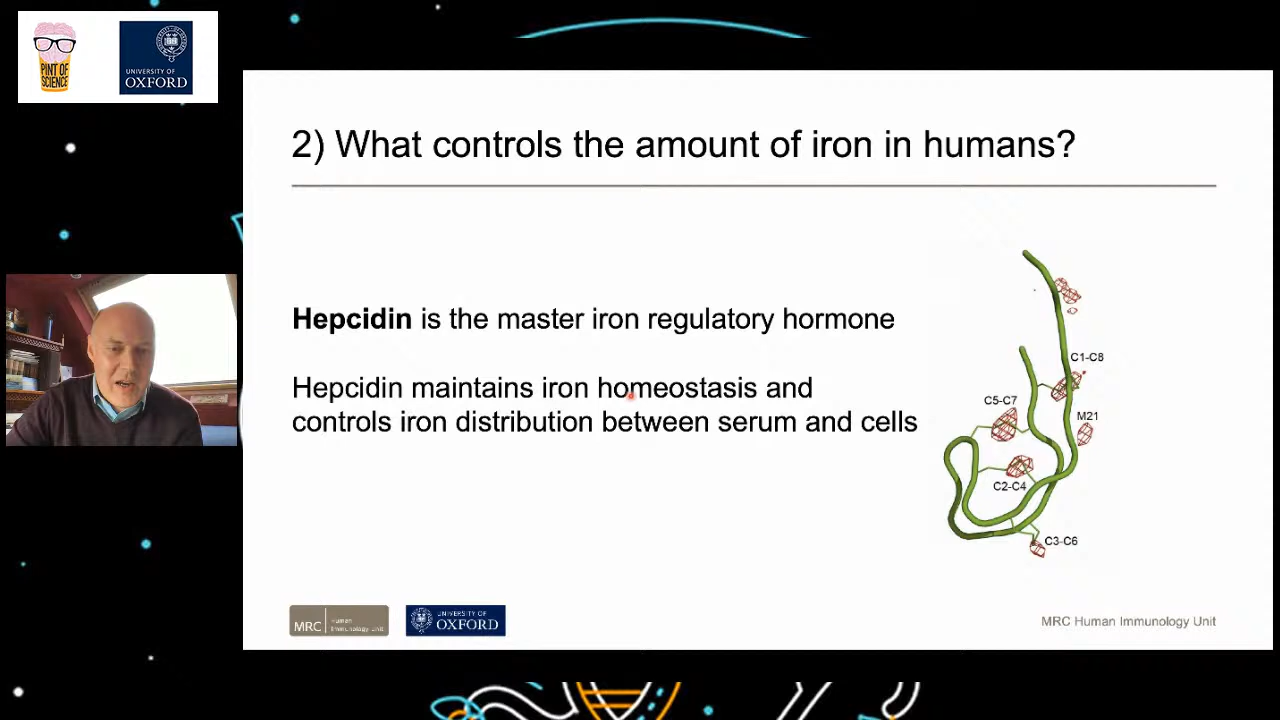 PINT OF
SCIENCE
UNIVERSITY OF
OXFORD
2) What controls the amount of iron in humans?
Hepcidin is the master iron regulatory hormone
Hepcidin maintains iron homeostasis and
controls iron distribution between serum and cells
C1-C8
C5-C7
M21
C2-C4
C3-C6
MRC
Human
Immunology Unit
UNIVERSITY OF
OXFORD
MRC Human Immunology Unit